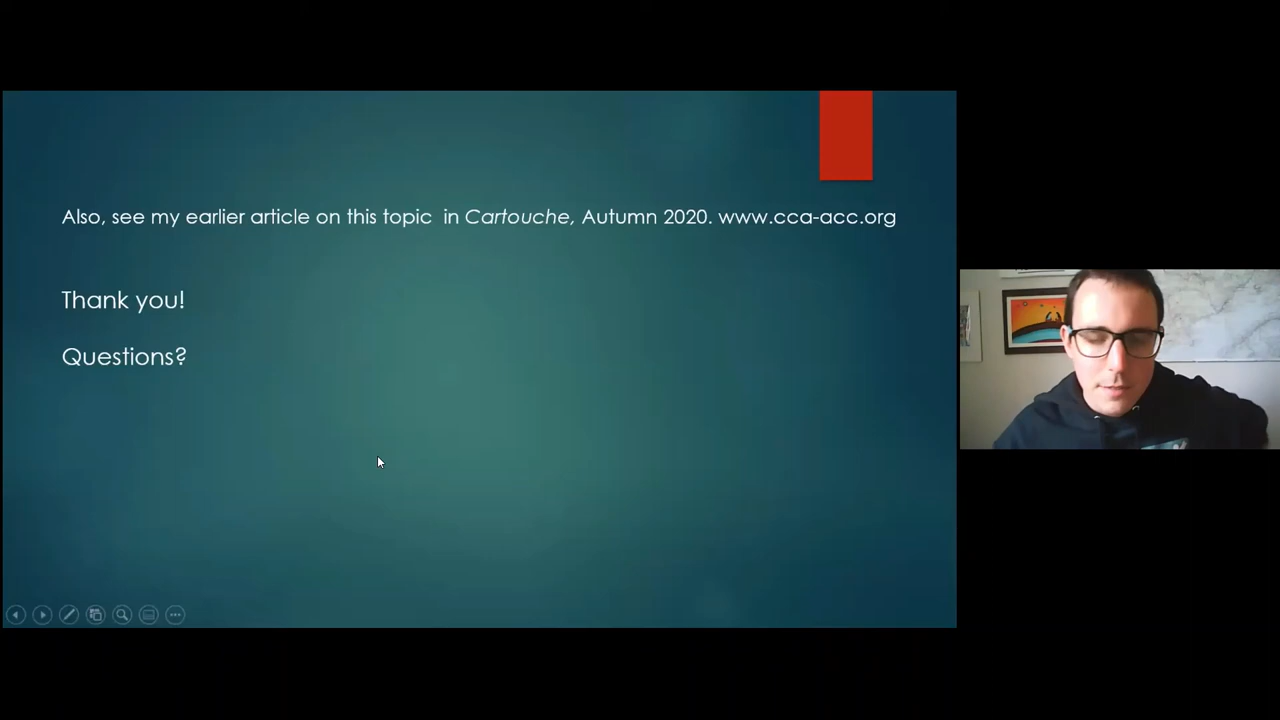 Also, see my earlier article on this topic in Cartouche, Autumn 2020. www.cca-acc.org
Thank you!
Questions?